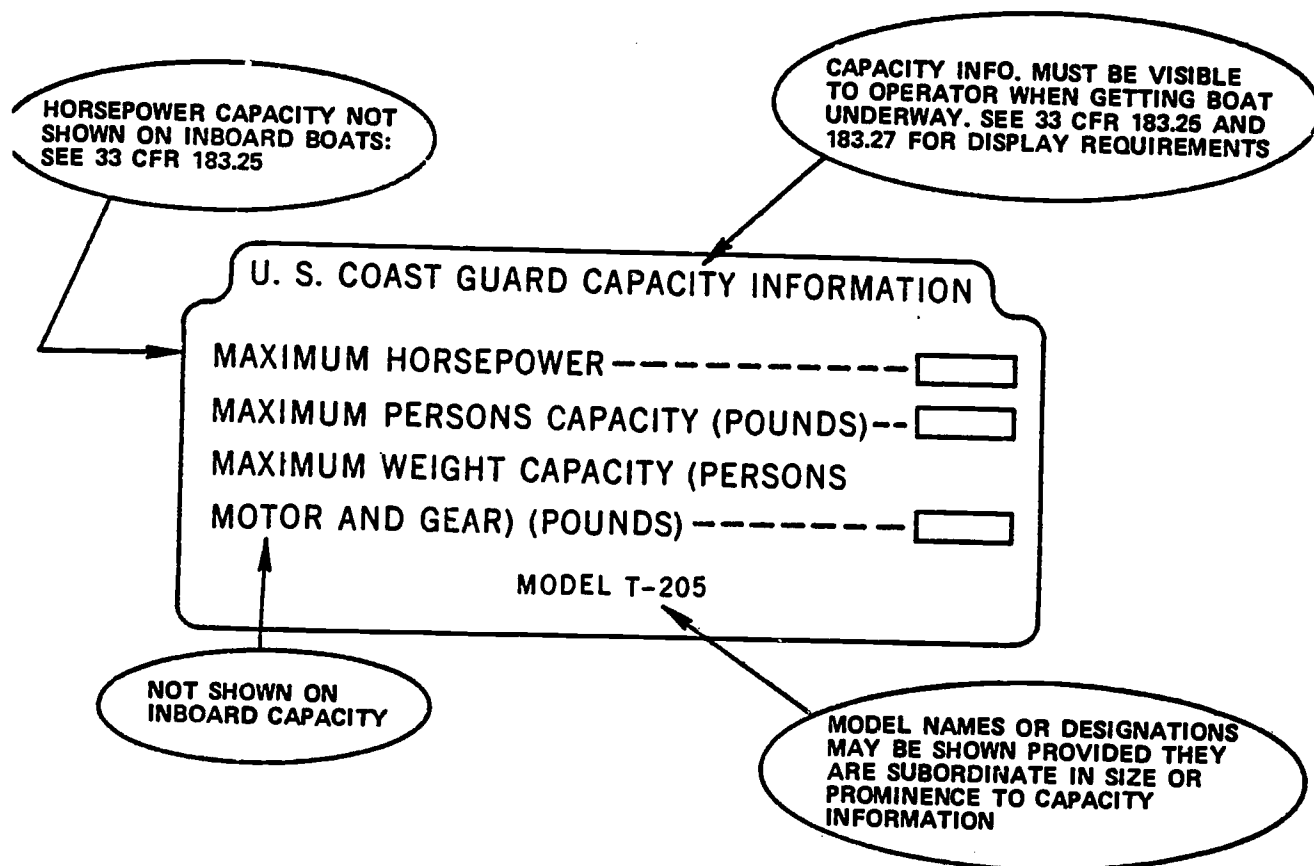 HORSEPOWER CAPACITY NOT
SHOWN ON INBOARD BOATS:
SEE 33 CFR 183.25
CAPACITY INFO. MUST BE VISIBLE
TO OPERATOR WHEN GETTING BOAT
UNDERWAY. SEE 33 CFR 183.25 AND
183.27 FOR DISPLAY REQUIREMENTS
U. S. COAST GUARD CAPACITY INFORMATION
MAXIMUM HORSEPOWER
MAXIMUM PERSONS CAPACITY (POUNDS)
MAXIMUM WEIGHT CAPACITY (PERSONS
MOTOR AND GEAR) (POUNDS)
MODEL T-205
NOT SHOWN ON
INBOARD CAPACITY
MODEL NAMES OR DESIGNATIONS
MAY BE SHOWN PROVIDED THEY
ARE SUBORDINATE IN SIZE OR
PROMINENCE TO CAPACITY
INFORMATION